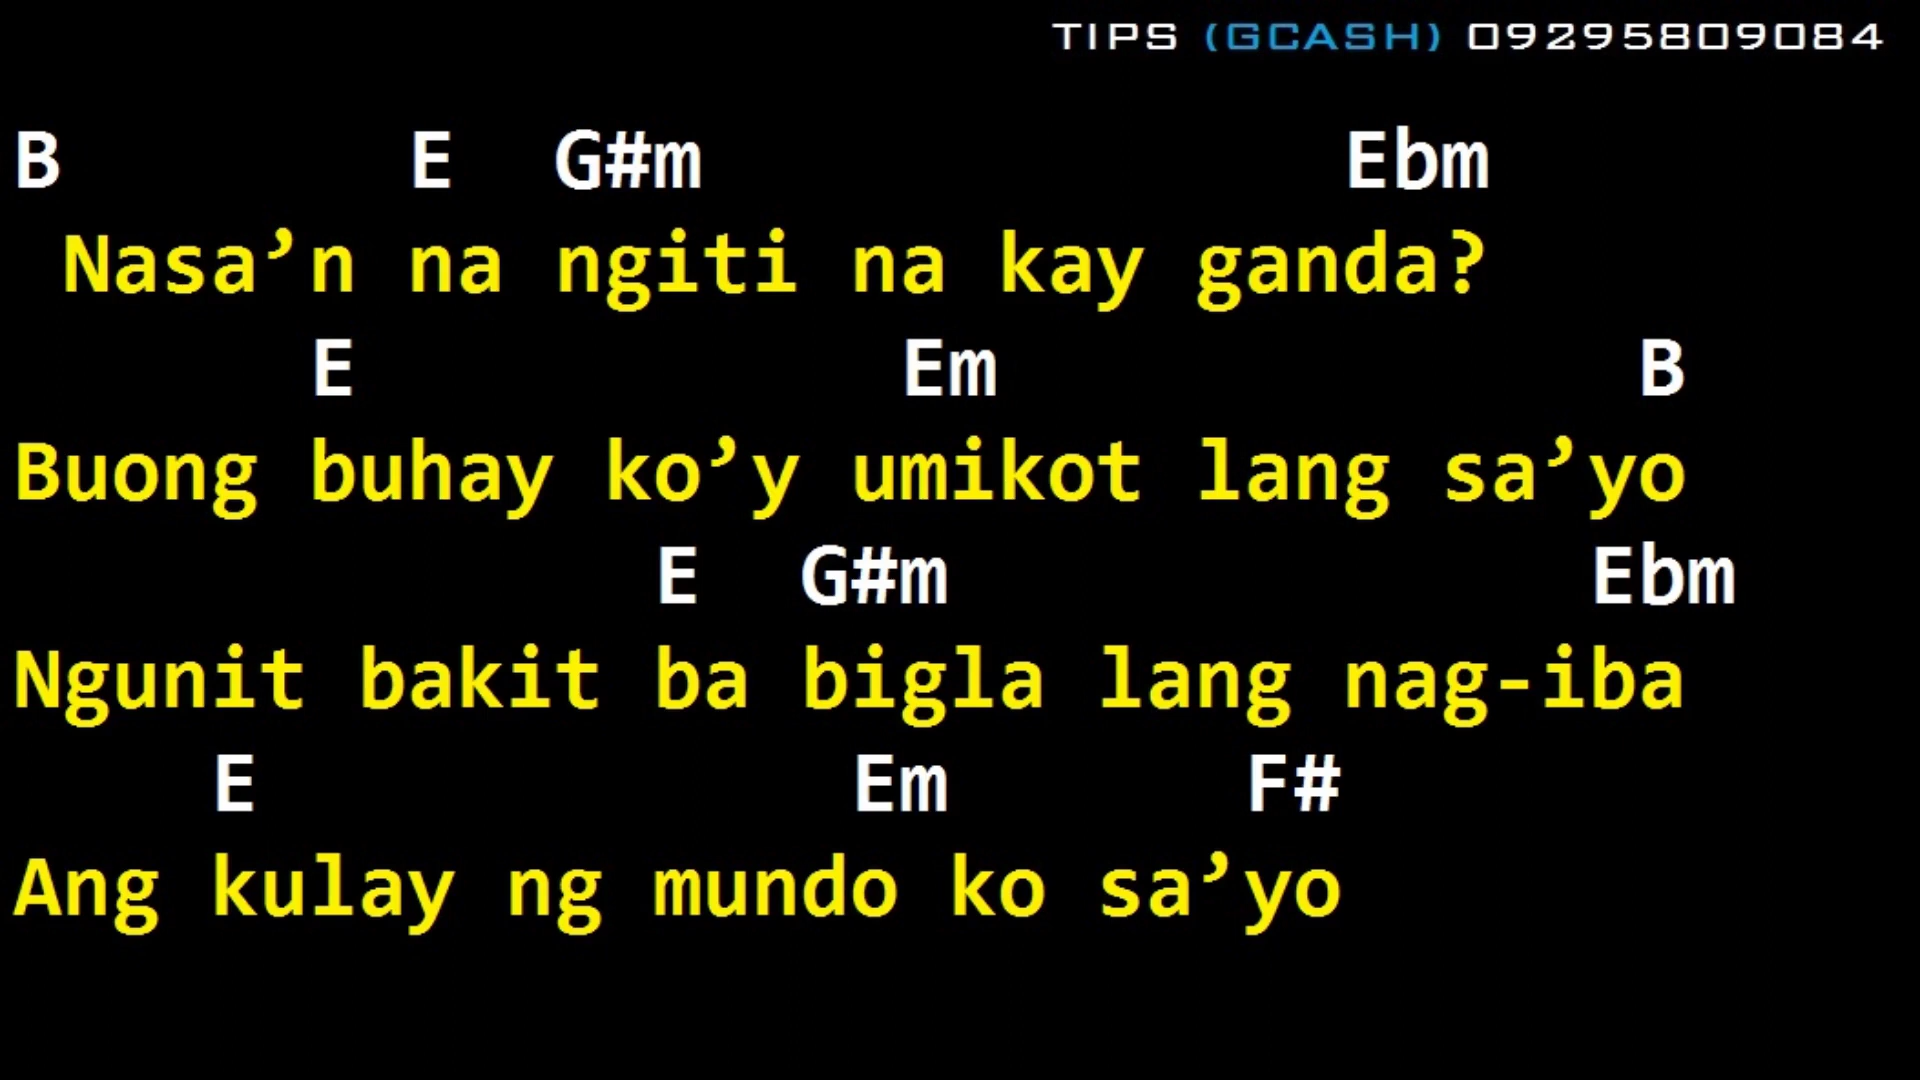 TIPS (GCASH) 09295809084
B E G#m Ebm
Nasa’n na ngiti na kay ganda?
E Em B
Buong buhay ko’y umikot lang sa’yo
E G#m Ebm
Ngunit bakit ba bigla lang nag-iba
E Em F#
Ang kulay ng mundo ko sa’yo